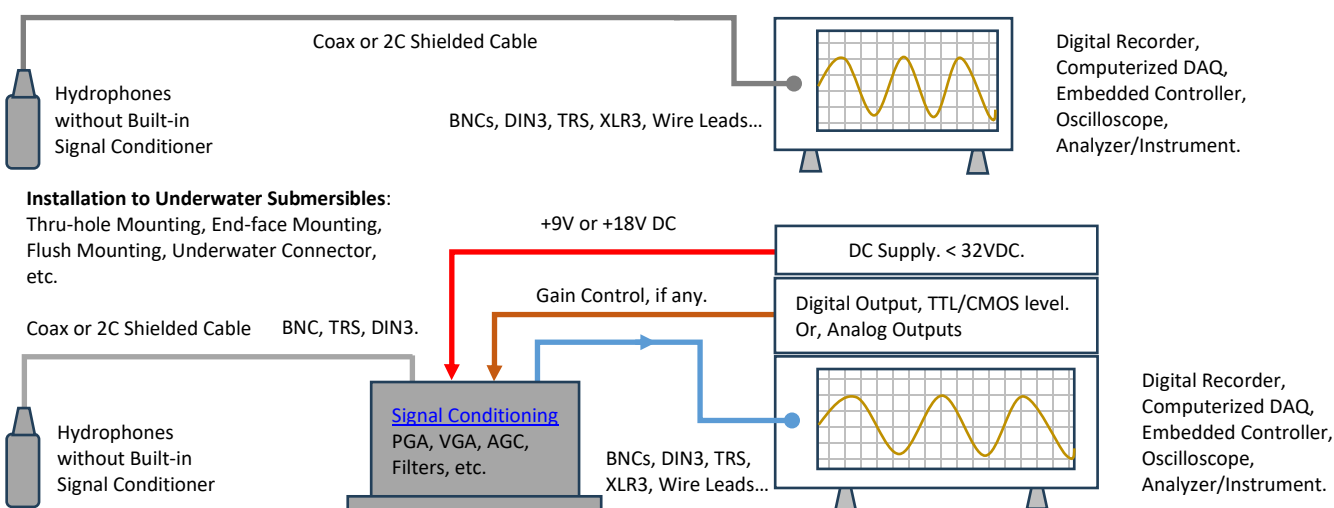 Coax or 2C Shielded Cable
Hydrophones
without Built-in
Signal Conditioner
BNCs, DIN3, TRS, XLR3, Wire Leads...
Digital Recorder,
Computerized DAQ,
Embedded Controller,
Oscilloscope,
Analyzer/Instrument.
Installation to Underwater Submersibles:
Thru-hole Mounting, End-face Mounting,
Flush Mounting, Underwater Connector,
etc.
+9V or +18V DC
DC Supply. < 32VDC.
Gain Control, if any.
Digital Output, TTL/CMOS level.
Or, Analog Outputs
Coax or 2C Shielded Cable
BNC, TRS, DIN3.
Hydrophones
without Built-in
Signal Conditioner
Signal Conditioning
PGA, VGA, AGC,
Filters, etc.
BNCs, DIN3, TRS,
XLR3, Wire Leads...
Digital Recorder,
Computerized DAQ,
Embedded Controller,
Oscilloscope,
Analyzer/Instrument.